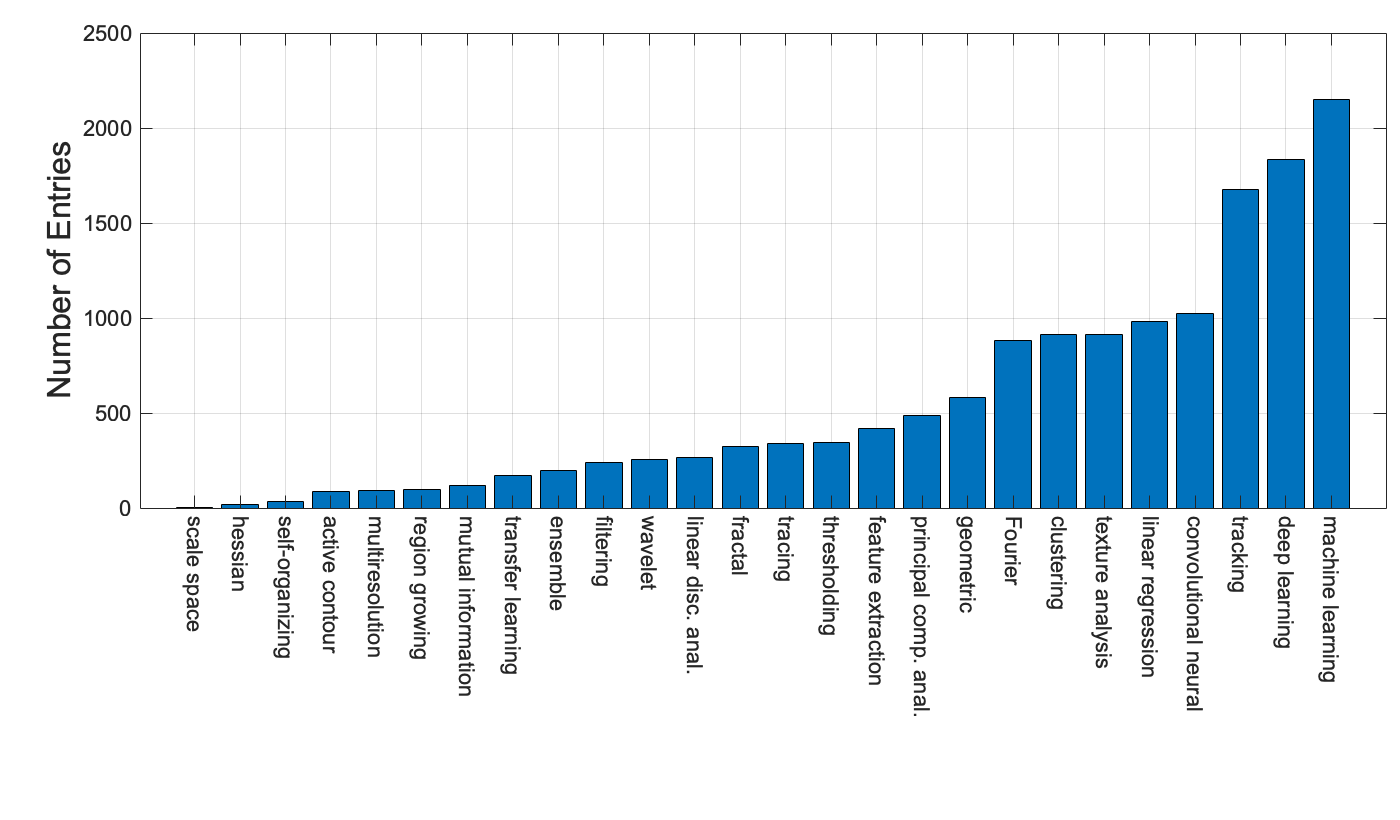 2500
2000
1500
1000
500
0
Number of Entries
scale space
hessian
self-organizing
active contour
multiresolution
region growing
mutual information
transfer learning
ensemble
filtering
wavelet
linear disc. anal.
fractal
tracing
thresholding
feature extraction
principal comp. anal.
geometric
Fourier
clustering
texture analysis
linear regression
convolutional neural
tracking
deep learning
machine learning